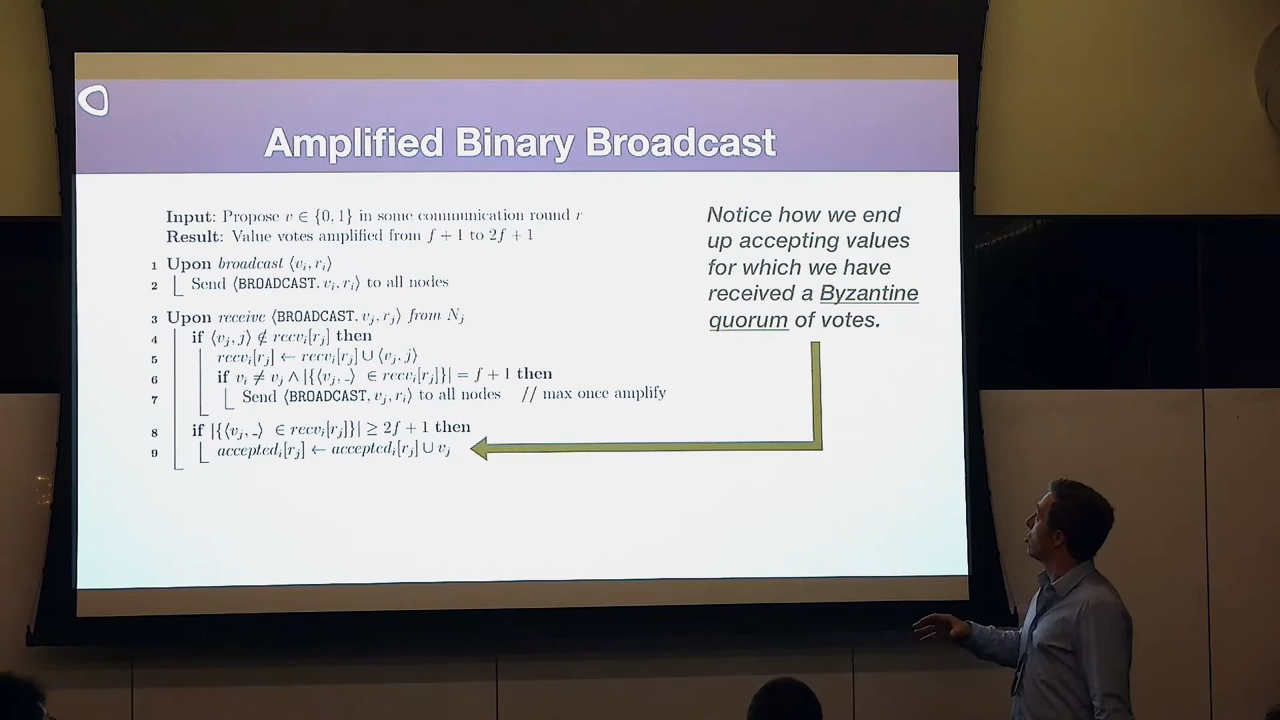 Amplified Binary Broadcast
Input: Propose v ∈ {0, 1} in some communication round r
Result: Value votes amplified from f + 1 to 2f + 1
1 Upon broadcast ⟨vᵢ, rᵢ⟩
2 Send ⟨BROADCAST, vᵢ, rᵢ⟩ to all nodes
3 Upon receive ⟨BROADCAST, vⱼ, rⱼ⟩ from Nⱼ
4 if ⟨vⱼ, j⟩ ∉ recvᵢ[rⱼ] then
5 recvᵢ[rⱼ] ← recvᵢ[rⱼ] ∪ ⟨vⱼ, j⟩
6 if vᵢ ≠ vⱼ ∧ |{⟨vⱼ, _⟩ ∈ recvᵢ[rⱼ]}| = f + 1 then
7 Send ⟨BROADCAST, vⱼ, rᵢ⟩ to all nodes // max once amplify
8 if |{⟨vⱼ, _⟩ ∈ recvᵢ[rⱼ]}| ≥ 2f + 1 then
9 acceptedᵢ[rⱼ] ← acceptedᵢ[rⱼ] ∪ vⱼ
Notice how we end
up accepting values
for which we have
received a Byzantine
quorum of votes.